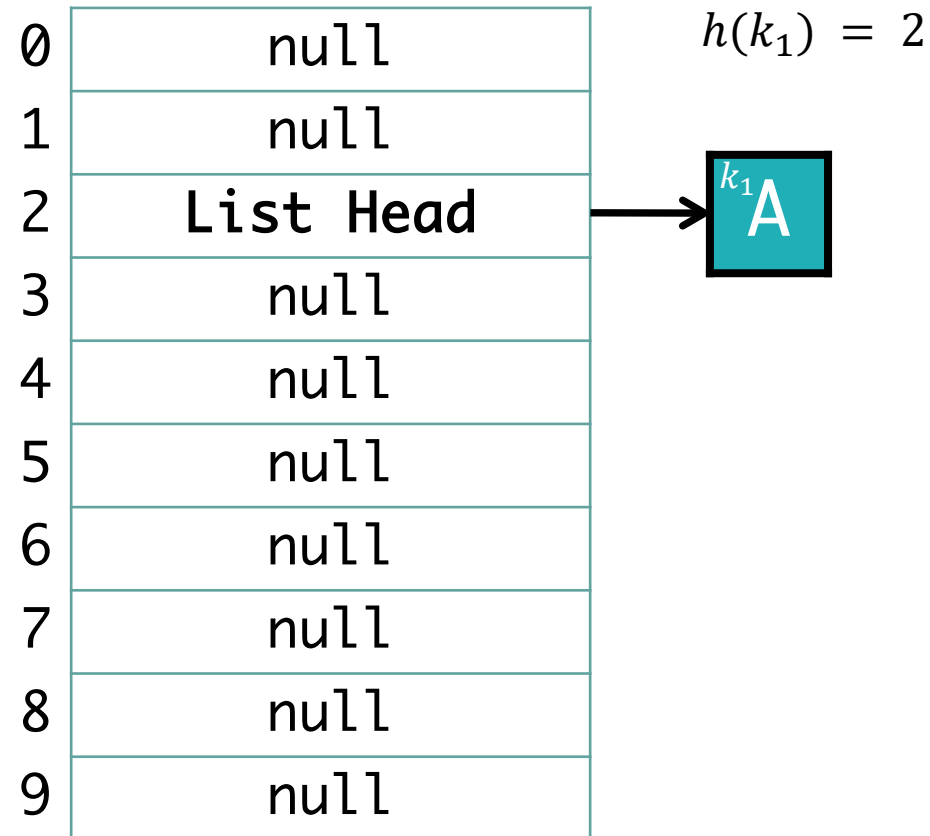 0 null h(k₁) = 2
1 null
2 List Head k₁ A
3 null
4 null
5 null
6 null
7 null
8 null
9 null